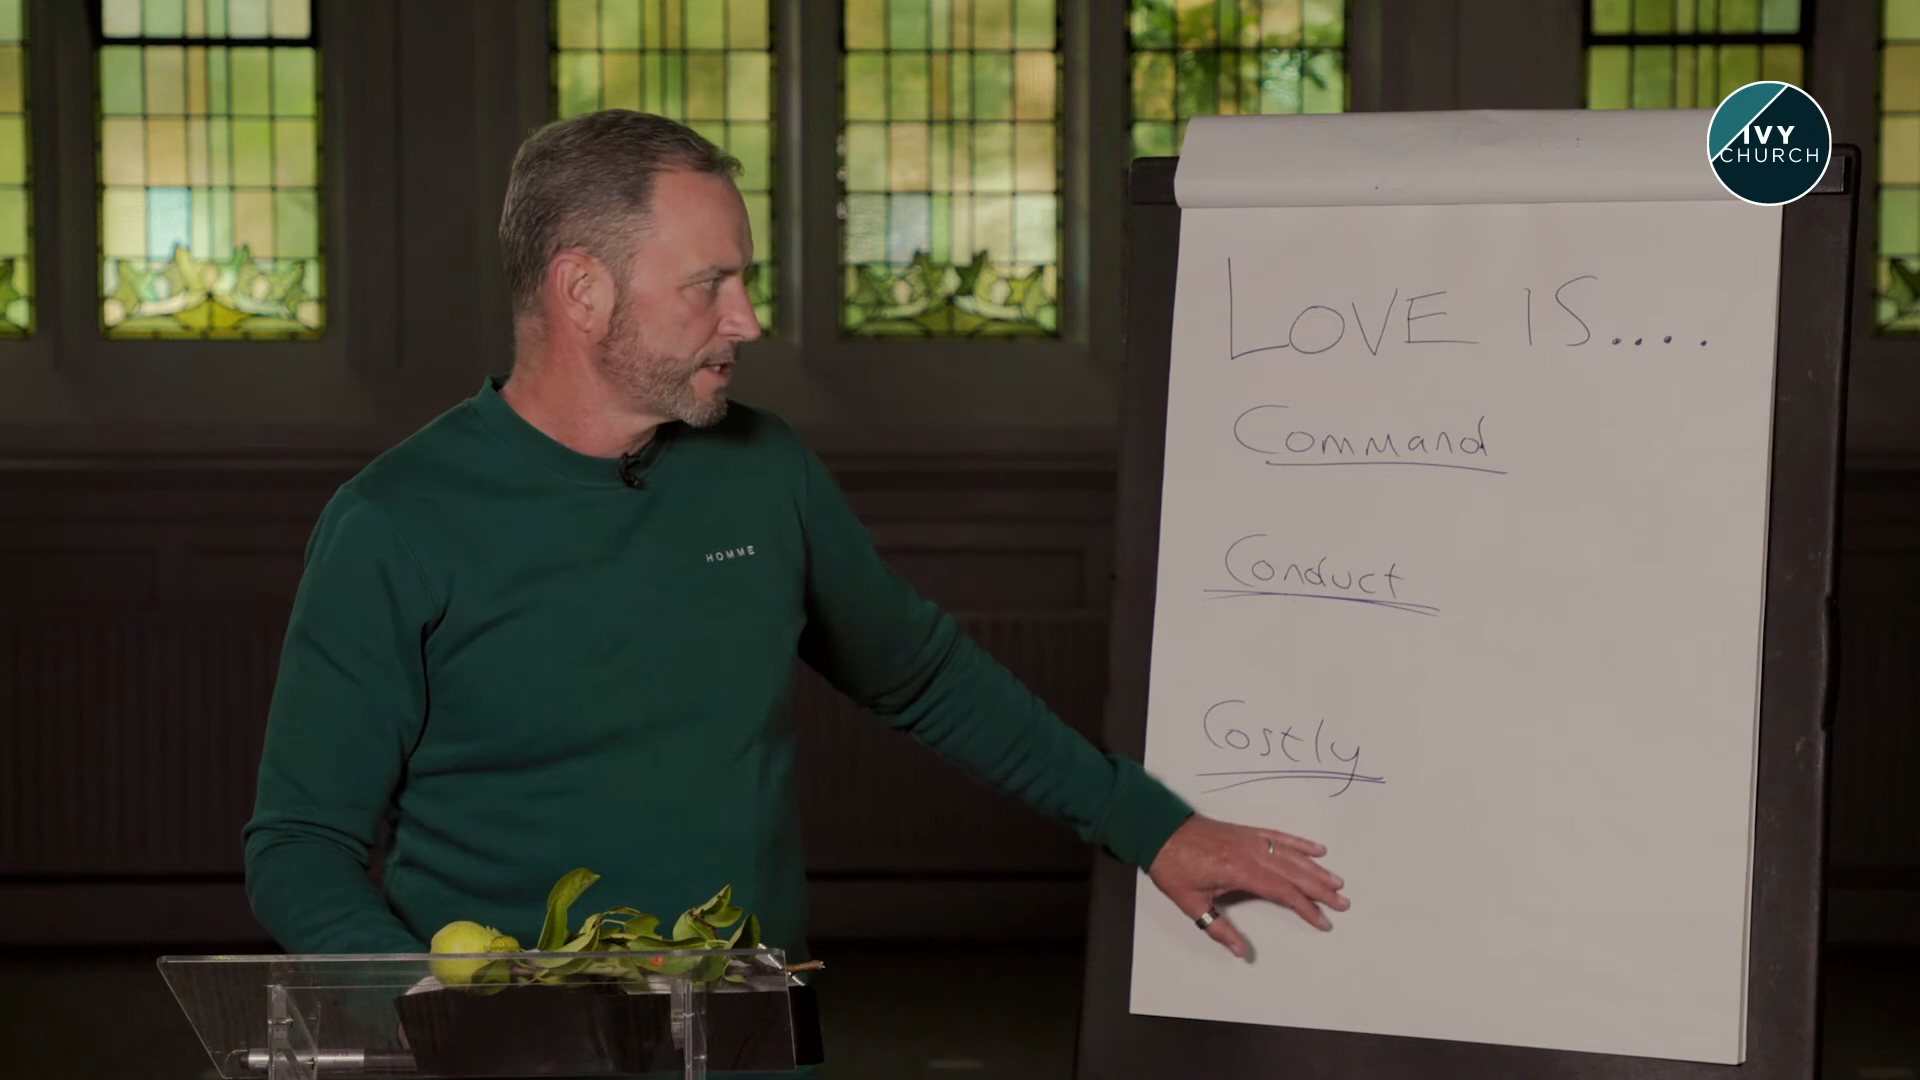 IVY
CHURCH
LOVE IS....
Command
Conduct
Costly
HOMME